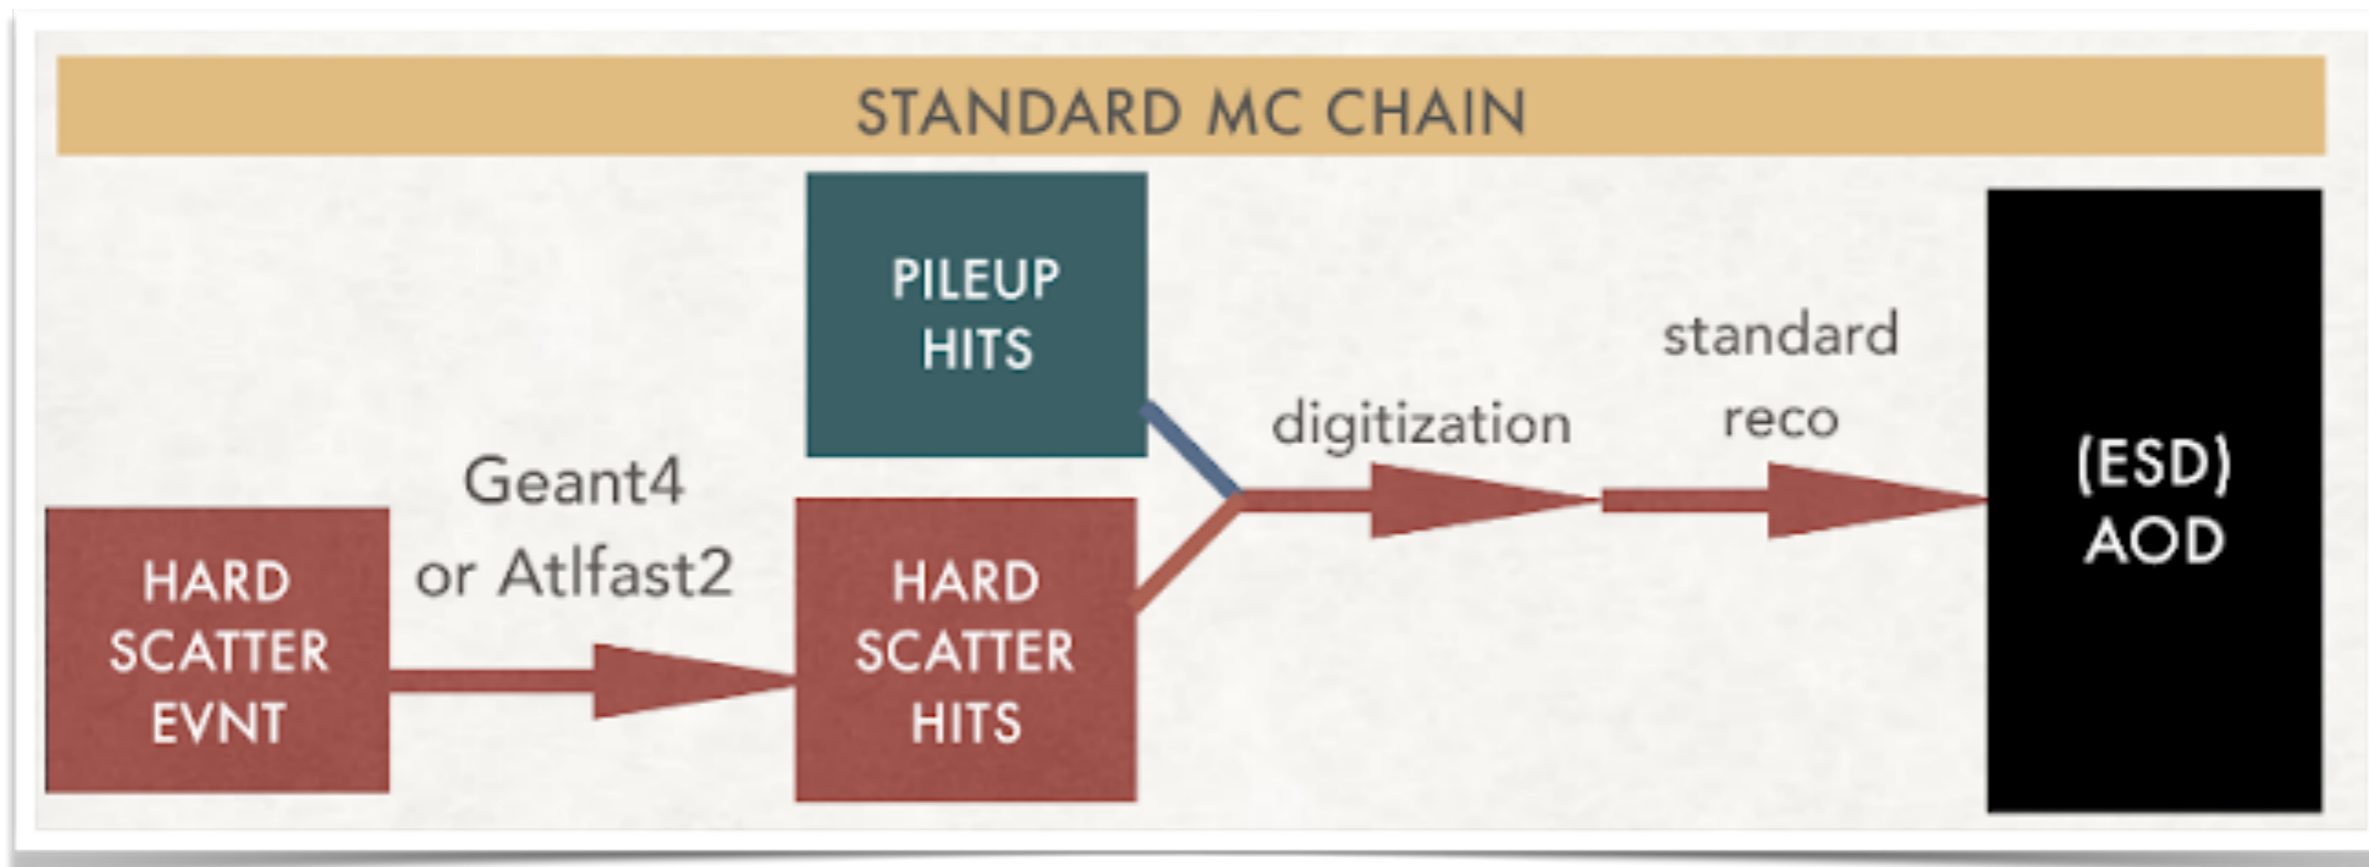 STANDARD MC CHAIN
PILEUP
HITS
Geant4
or Atlfast2
HARD
SCATTER
EVNT
HARD
SCATTER
HITS
digitization
standard
reco
(ESD)
AOD